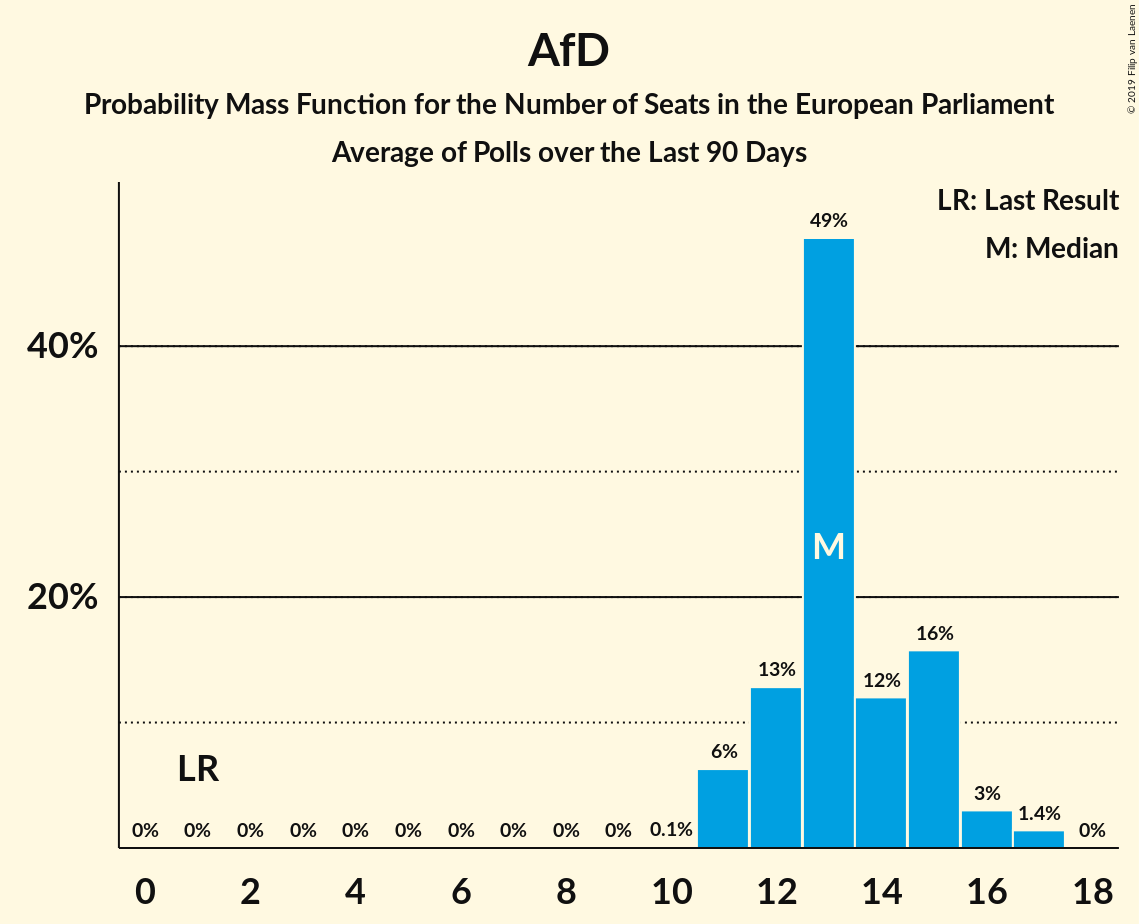 AfD
Probability Mass Function for the Number of Seats in the European Parliament
Average of Polls over the Last 90 Days
© 2019 Filip van Laenen
LR: Last Result
M: Median
49%
40%
M
20%
16%
13%
12%
6%
LR
3%
1.4%
0% 0% 0% 0% 0% 0% 0% 0% 0% 0% 0.1% 0%
0 2 4 6 8 10 12 14 16 18